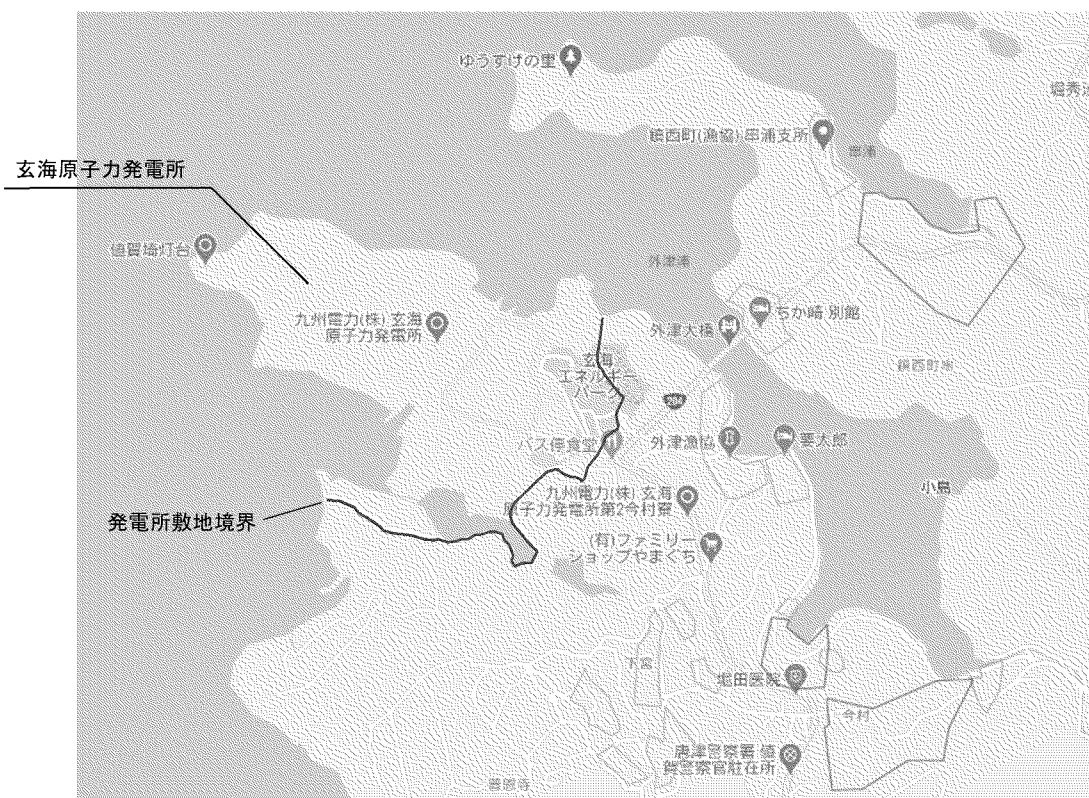 ゆうすげの里
鎮西町(漁協)串浦支所
串浦
玄海原子力発電所
値賀埼灯台
外津浦
九州電力(株)玄海
原子力発電所
ちか崎 別館
外津大橋
玄海
エネルギー
パーク
204
バス停食堂
外津漁協
要太郎
小島
九州電力(株)玄海
原子力発電所第2今村寮
発電所敷地境界
(有)ファミリー
ショップやまぐち
下宮
堀田医院
今村
唐津警察署 値
賀警察官駐在所
普恩寺